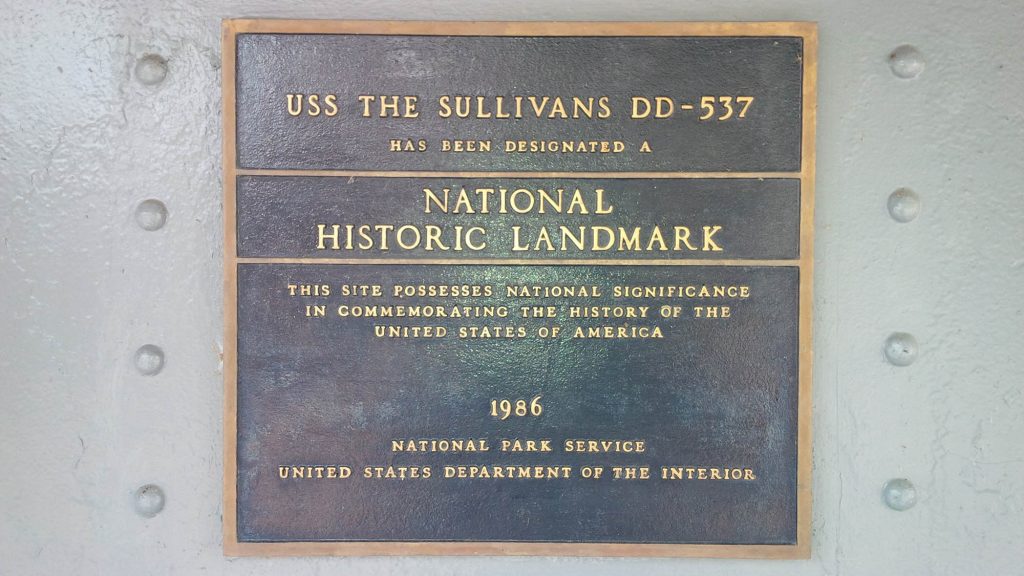 USS THE SULLIVANS DD-537
HAS BEEN DESIGNATED A
NATIONAL
HISTORIC LANDMARK
THIS SITE POSSESSES NATIONAL SIGNIFICANCE
IN COMMEMORATING THE HISTORY OF THE
UNITED STATES OF AMERICA
1986
NATIONAL PARK SERVICE
UNITED STATES DEPARTMENT OF THE INTERIOR